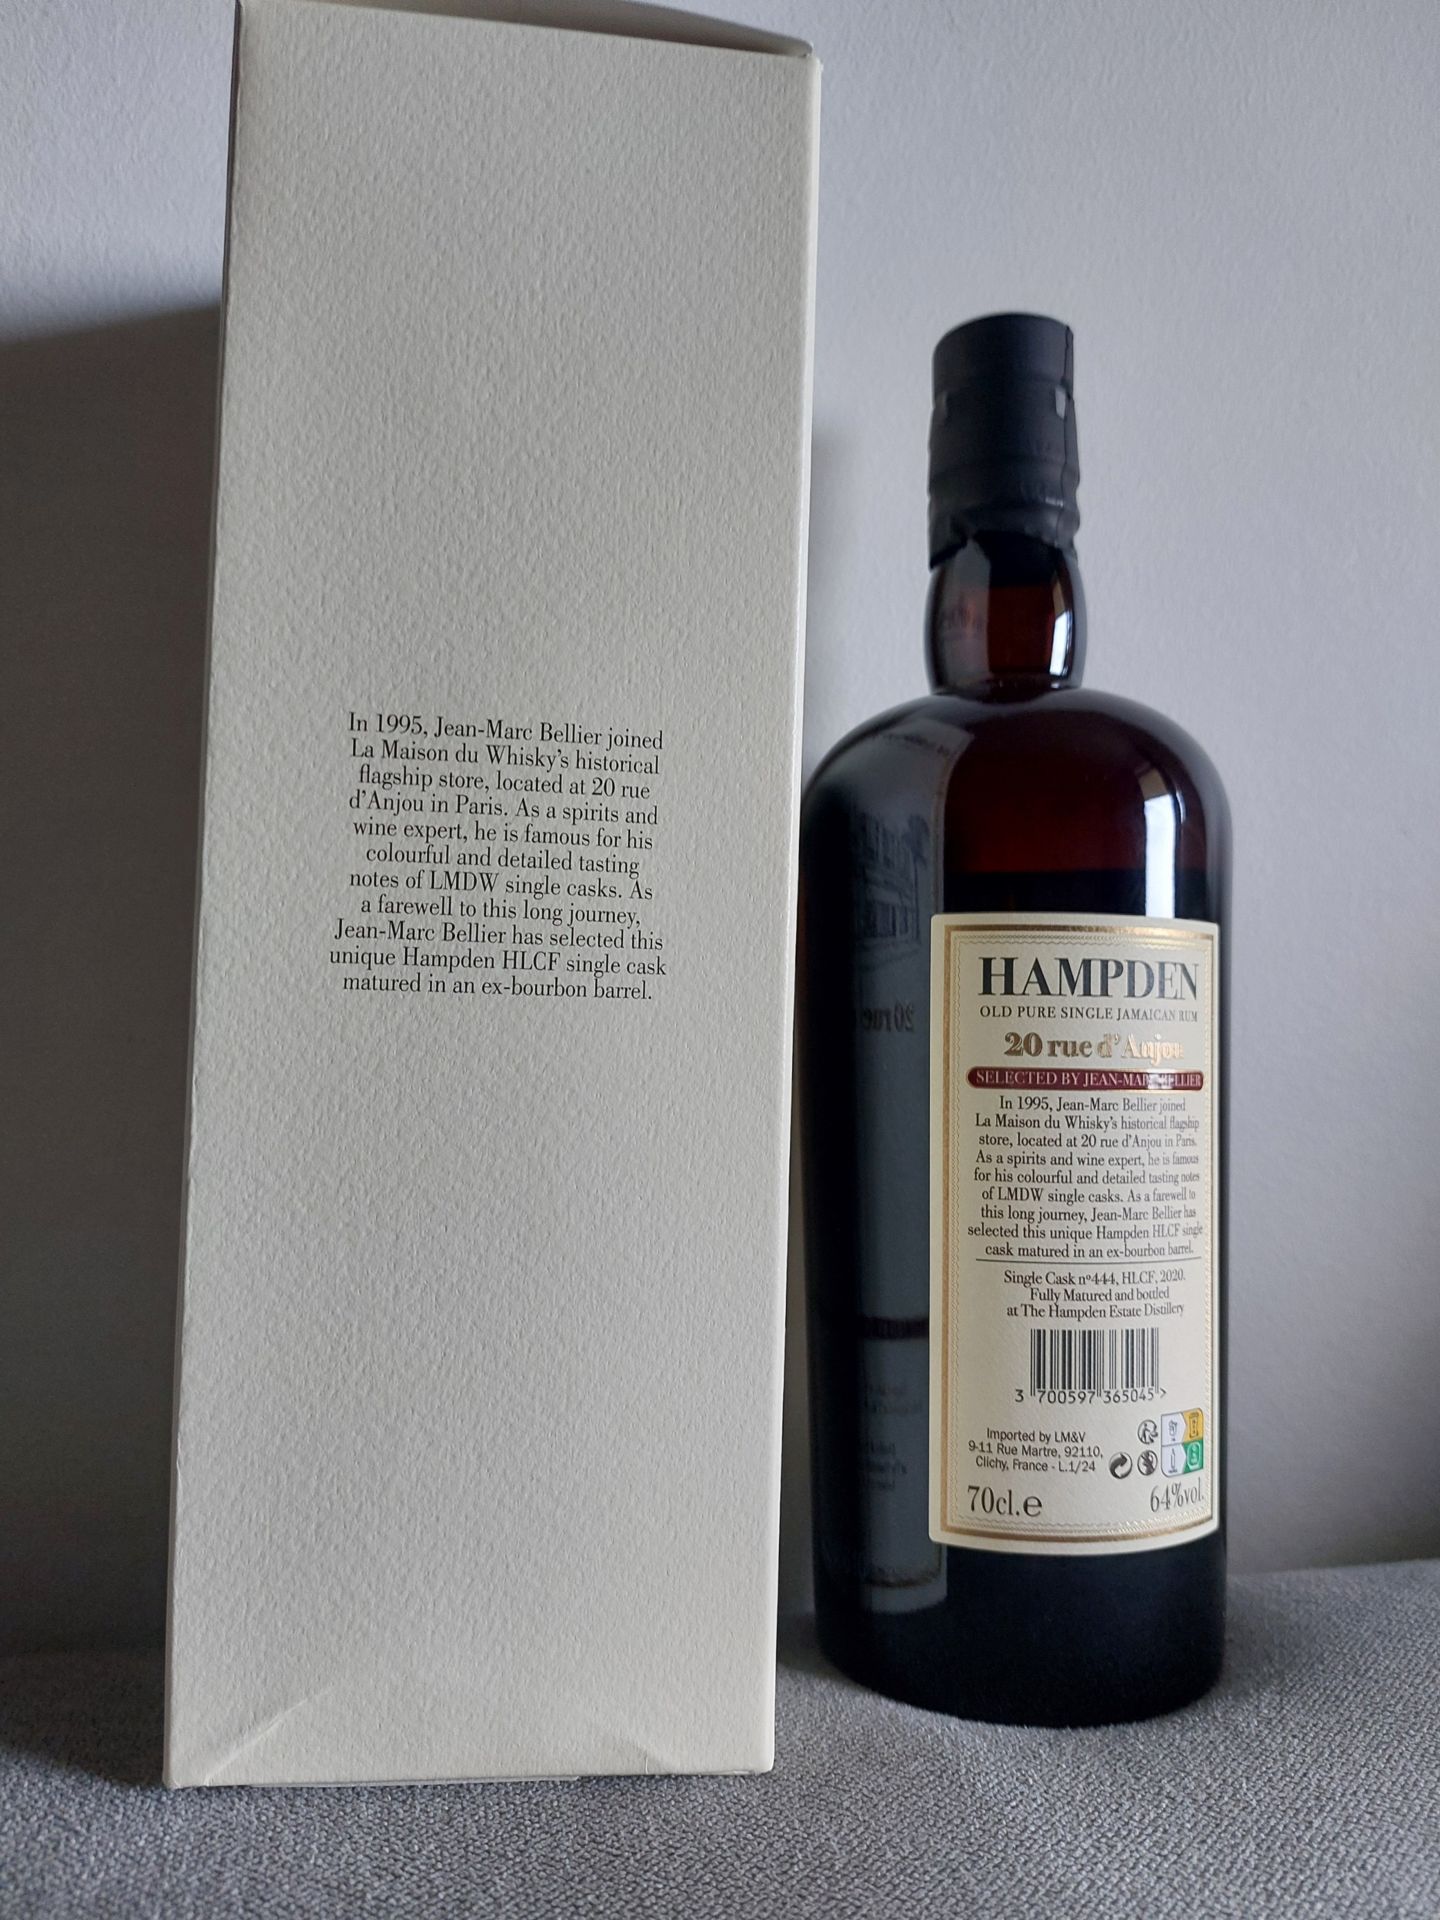 In 1995, Jean-Marc Bellier joined
La Maison du Whisky's historical
flagship store, located at 20 rue
d'Anjou in Paris. As a spirits and
wine expert, he is famous for his
colourful and detailed tasting
notes of LMDW single casks. As
a farewell to this long journey,
Jean-Marc Bellier has selected this
unique Hampden HLCF single cask
matured in an ex-bourbon barrel.
HAMPDEN
OLD PURE SINGLE JAMAICAN RUM
20 rue d'Anjou
SELECTED BY JEAN-MARC BELLIER
In 1995, Jean-Marc Bellier joined
La Maison du Whisky's historical flagship
store, located at 20 rue d'Anjou in Paris.
As a spirits and wine expert, he is famous
for his colourful and detailed tasting notes
of LMDW single casks. As a farewell to
this long journey, Jean-Marc Bellier has
selected this unique Hampden HLCF single
cask matured in an ex-bourbon barrel.
Single Cask nº444, HLCF, 2020.
Fully Matured and bottled
at The Hampden Estate Distillery
3 700597 365045 >
Imported by LM&V
9-11 Rue Martre, 92110,
Clichy, France - L.1/24
70cl.e
64%vol.